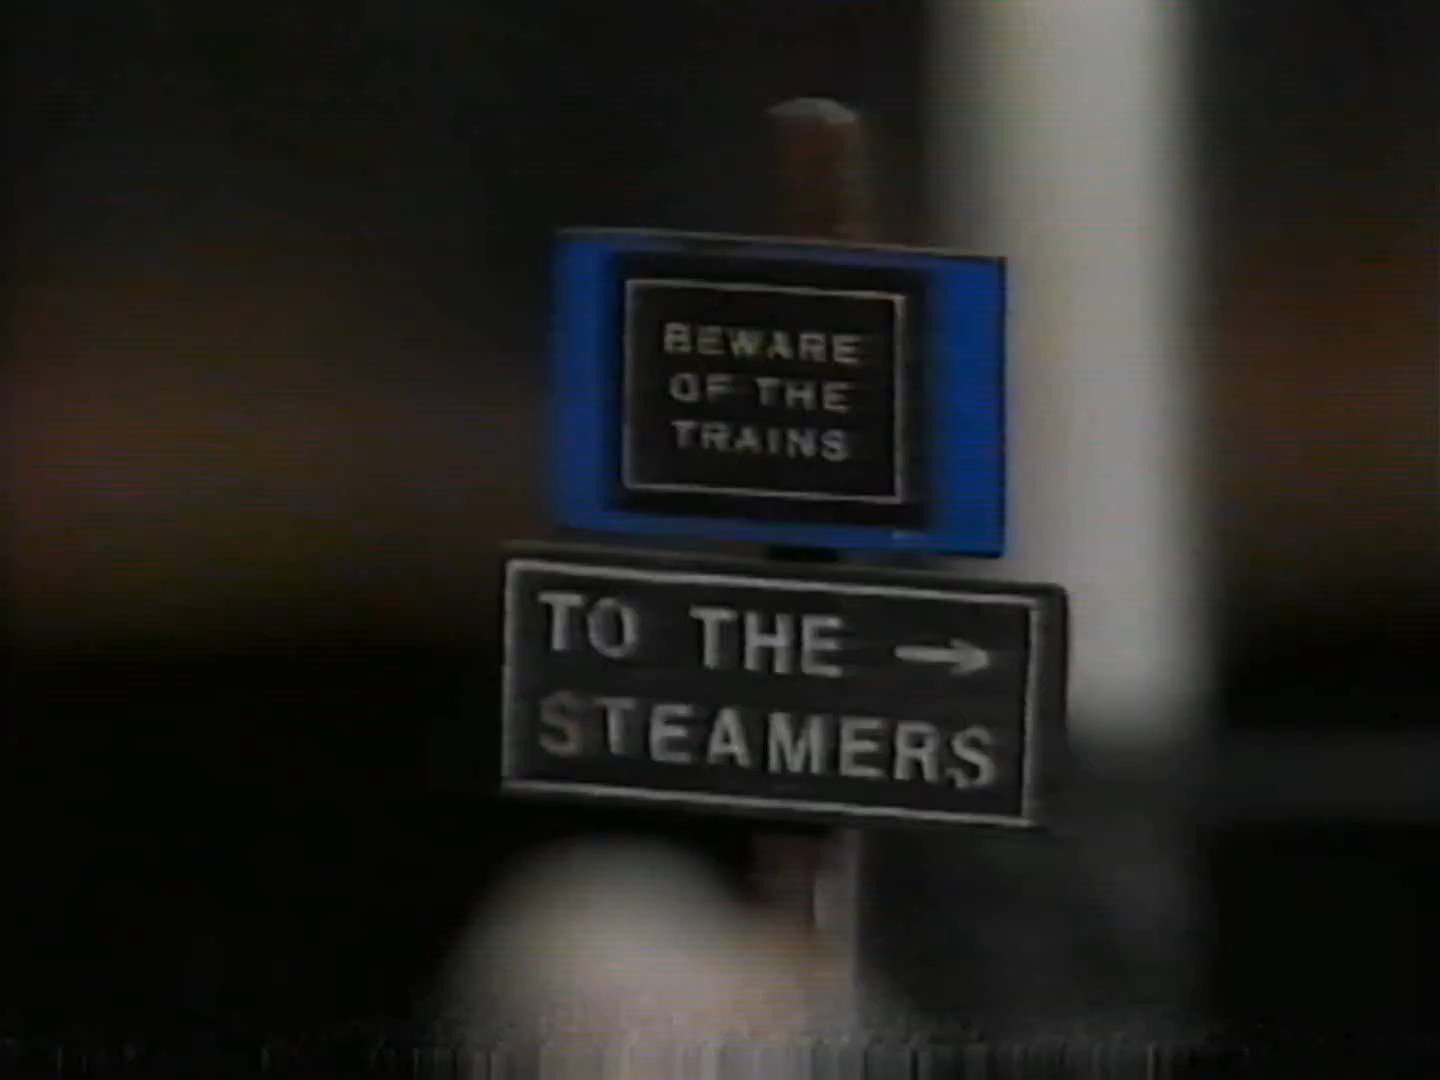 BEWARE
OF THE
TRAINS
TO THE →
STEAMERS